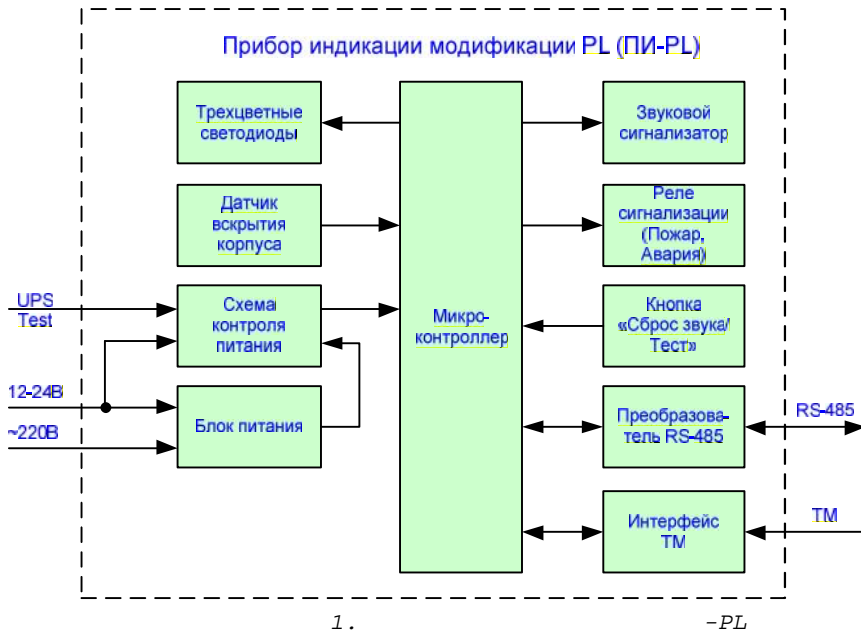 Прибор индикации модификации PL (ПИ-PL)
Трехцветные
светодиоды
Датчик
вскрытия
корпуса
UPS
Test
Схема
контроля
питания
12-24В
~220В
Блок питания
Микро-
контроллер
Звуковой
сигнализатор
Реле
сигнализации
(Пожар,
Авария)
Кнопка
«Сброс звука/
Тест»
Преобразова-
тель RS-485
RS-485
Интерфейс
ТМ
ТМ
1. -PL